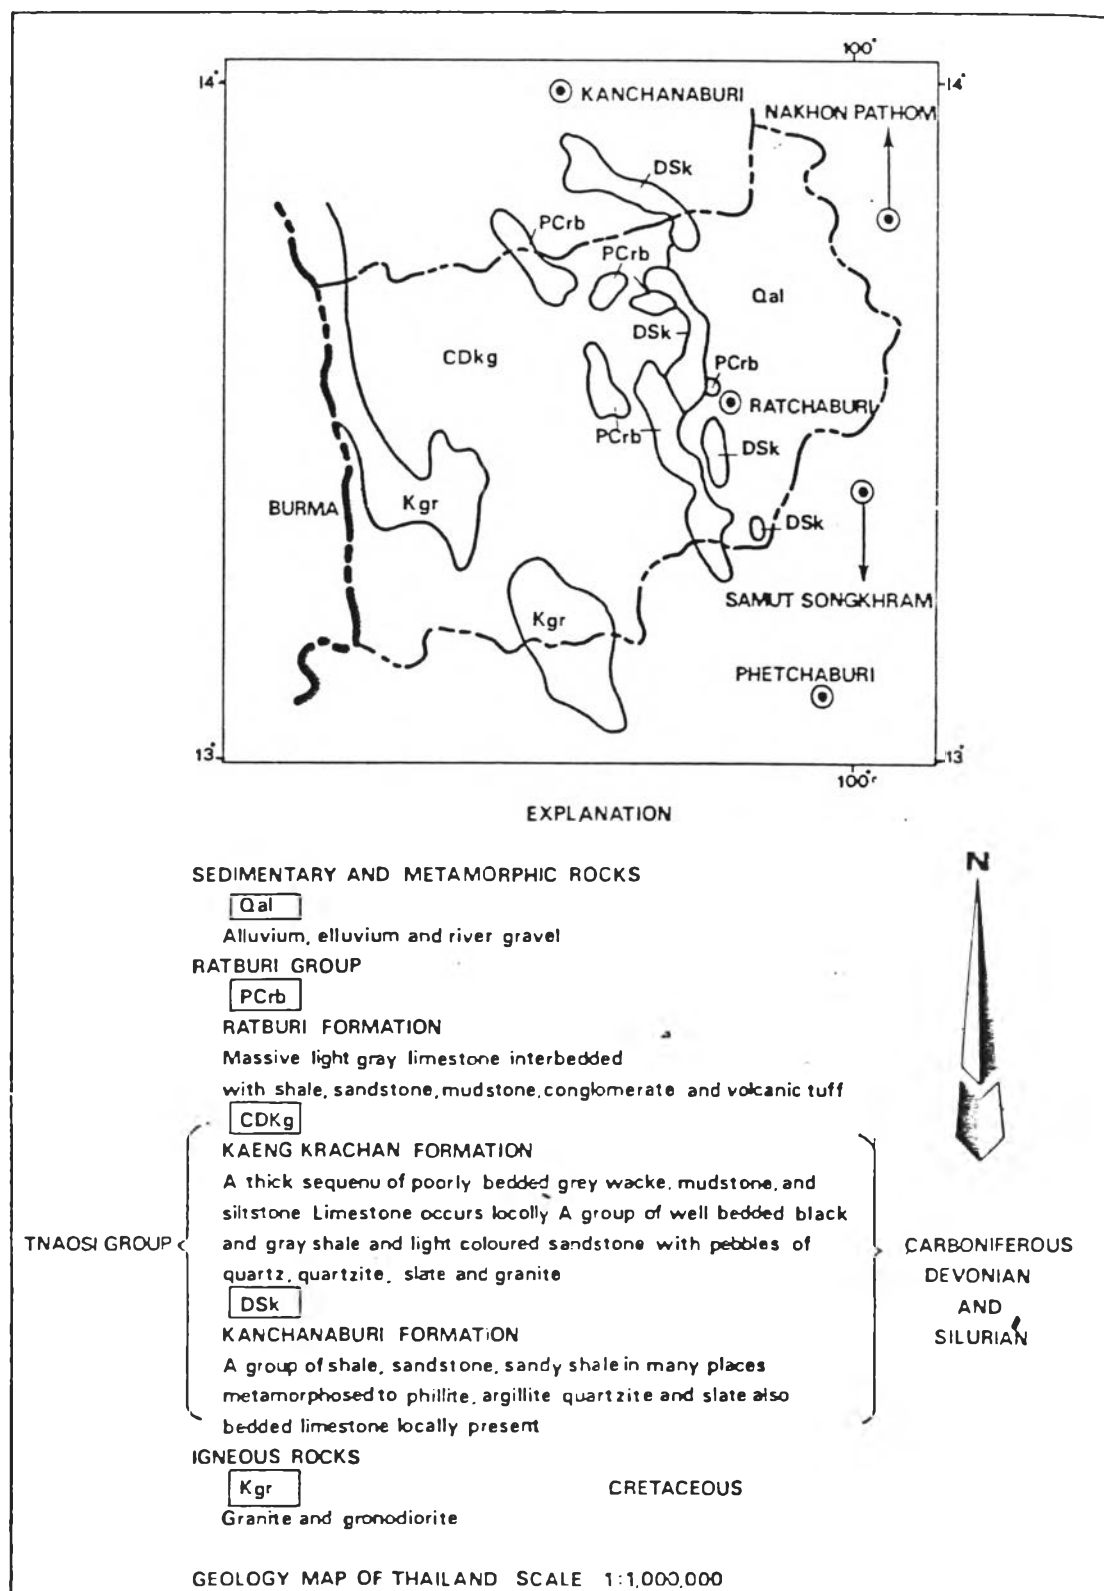 100°
14°
14°
KANCHANABURI
NAKHON PATHOM
DSk
PCrb
PCrb
Qal
DSk
CDkg
PCrb
RATCHABURI
PCrb
DSk
Kgr
BURMA
DSk
SAMUT SONGKHRAM
Kgr
PHETCHABURI
13°
13°
100°
EXPLANATION
N
SEDIMENTARY AND METAMORPHIC ROCKS
Qal
Alluvium, elluvium and river gravel
RATBURI GROUP
PCrb
RATBURI FORMATION
Massive light gray limestone interbedded
with shale, sandstone, mudstone, conglomerate and volcanic tuff
CDKg
KAENG KRACHAN FORMATION
A thick sequenu of poorly bedded grey wacke, mudstone, and
siltstone Limestone occurs locolly A group of well bedded black
TNAOSI GROUP and gray shale and light coloured sandstone with pebbles of
quartz, quartzite, slate and granite
DSk
CARBONIFEROUS
DEVONIAN
AND
SILURIAN
KANCHANABURI FORMATION
A group of shale, sandstone, sandy shale in many places
metamorphosed to phillite, argillite quartzite and slate also
bedded limestone locally present
IGNEOUS ROCKS
Kgr CRETACEOUS
Granite and gronodiorite
GEOLOGY MAP OF THAILAND SCALE 1:1,000,000